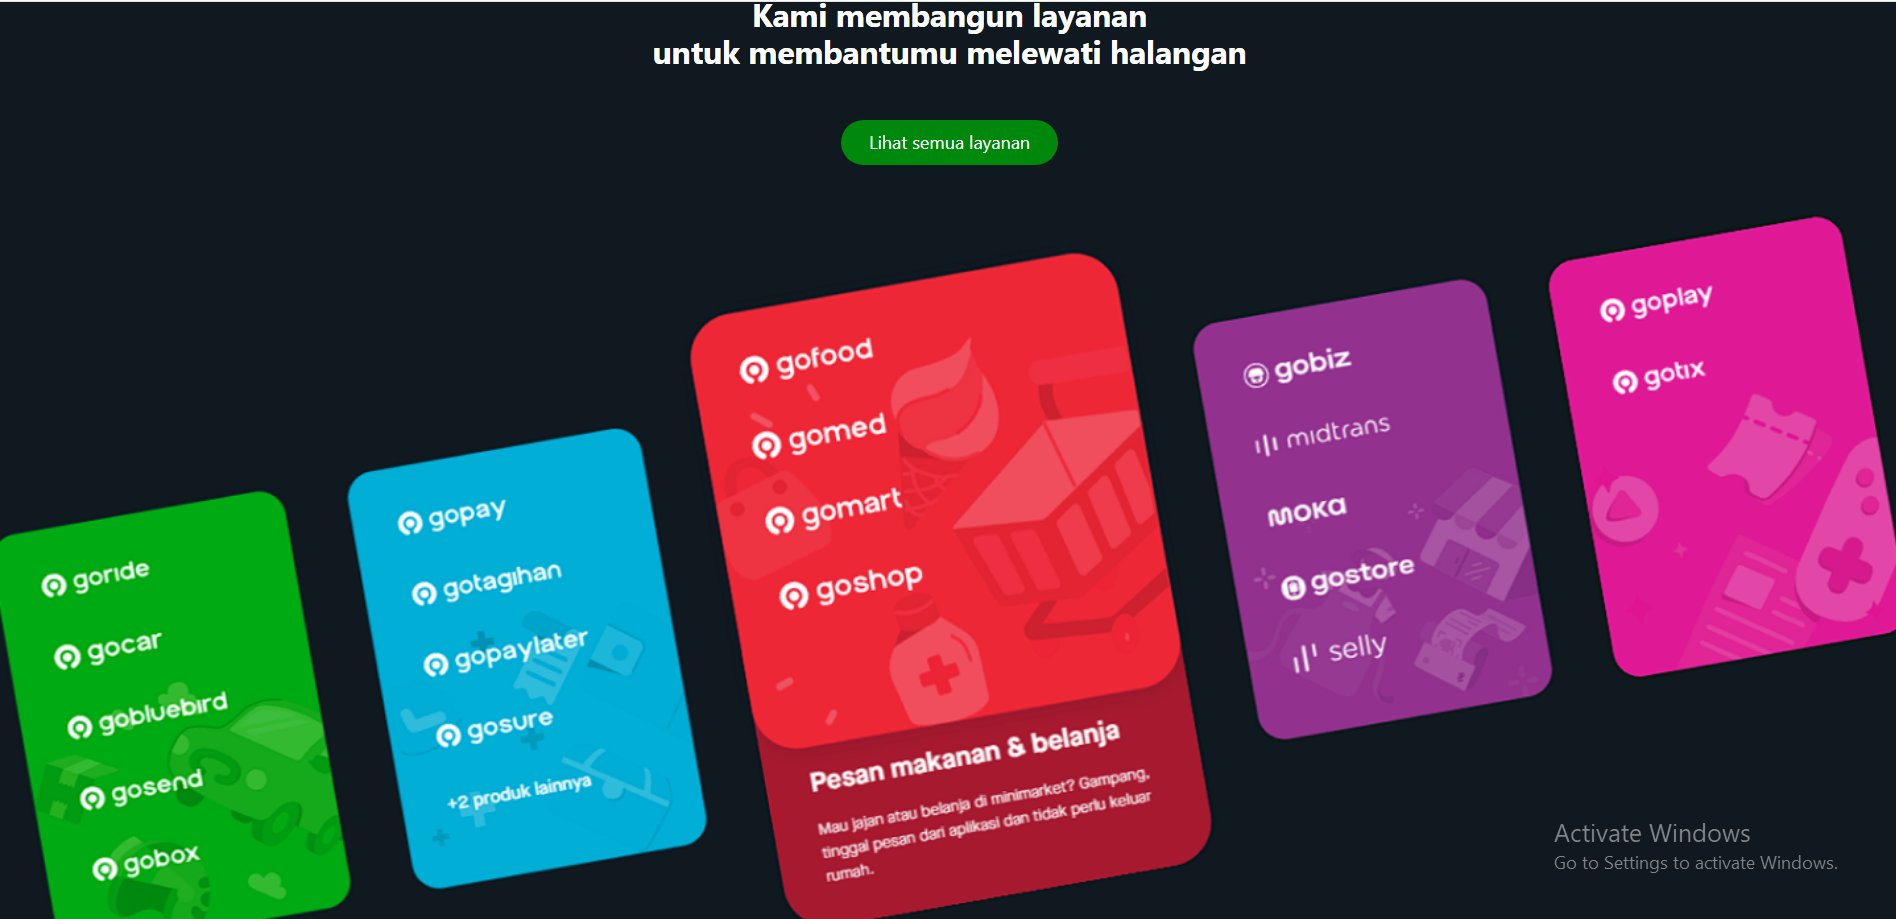 Kami membangun layanan
untuk membantumu melewati halangan
Lihat semua layanan
goride
gocar
gobluebird
gosend
gobox
gopay
gotagihan
gopaylater
gosure
+2 produk lainnya
gofood
gomed
gomart
goshop
Pesan makanan & belanja
Mau jajan atau belanja di minimarket? Gampang,
tinggal pesan dari aplikasi dan tidak perlu keluar
rumah.
gobiz
midtrans
MOKA
gostore
selly
goplay
gotix
Activate Windows
Go to Settings to activate Windows.